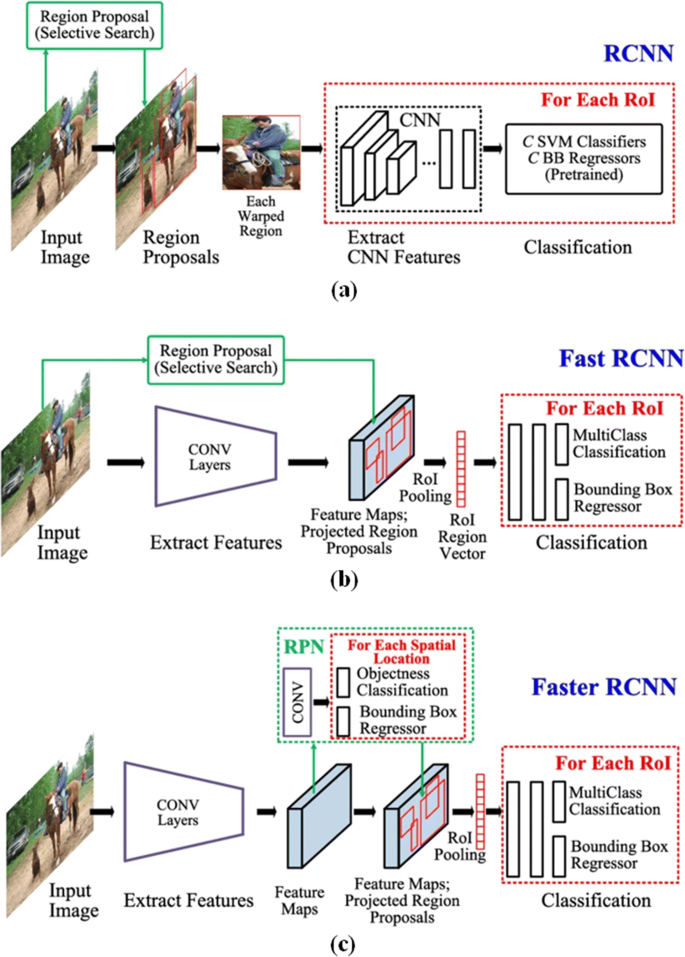 Region Proposal
(Selective Search)
RCNN
For Each RoI
CNN
...
C SVM Classifiers
C BB Regressors
(Pretrained)
Input
Image
Region
Proposals
Each
Warped
Region
Extract
CNN Features
Classification
(a)
Region Proposal
(Selective Search)
Fast RCNN
For Each RoI
CONV
Layers
MultiClass
Classification
Bounding Box
Regressor
RoI
Pooling
Input
Image
Extract Features
Feature Maps;
Projected Region
Proposals
RoI
Region
Vector
Classification
(b)
RPN
For Each Spatial
Location
CONV
Objectness
Classification
Bounding Box
Regressor
Faster RCNN
For Each RoI
CONV
Layers
MultiClass
Classification
Bounding Box
Regressor
RoI
Pooling
Input
Image
Extract Features
Feature
Maps
Feature Maps;
Projected Region
Proposals
Classification
(c)